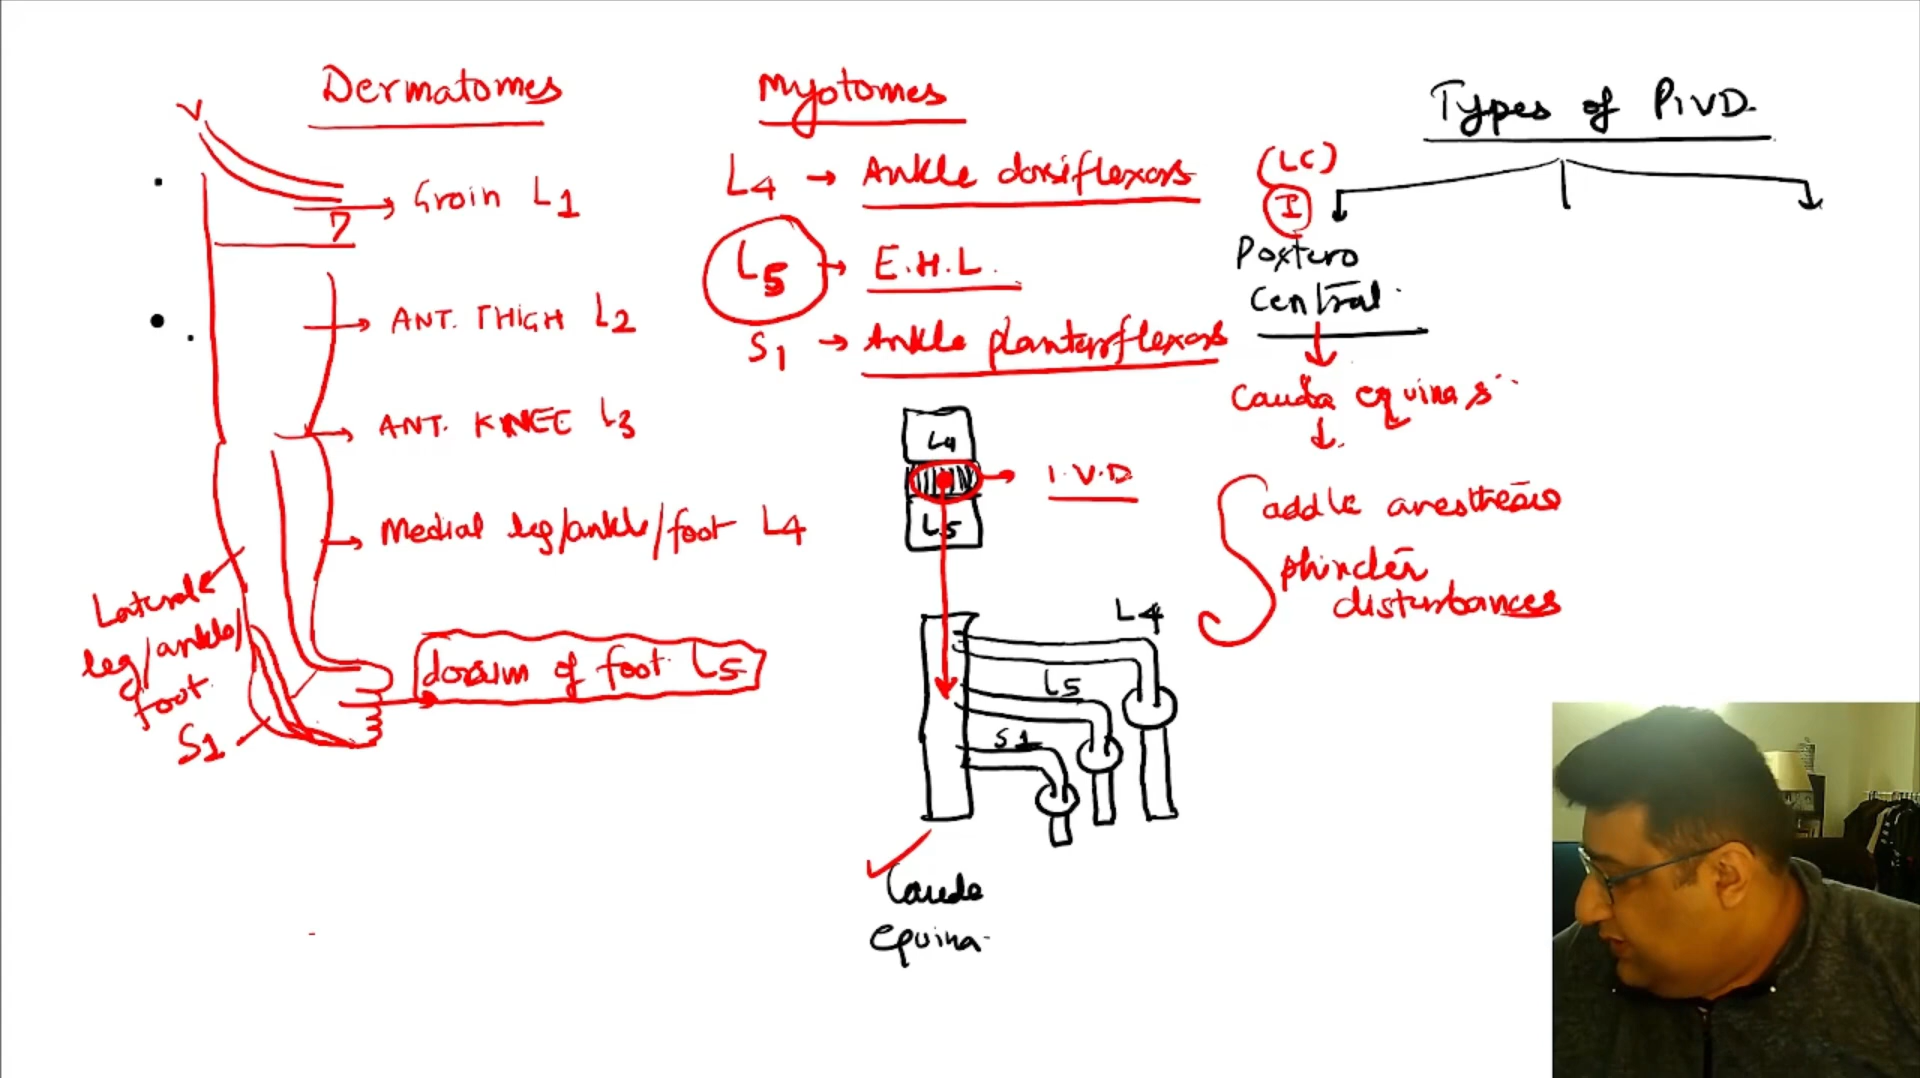 Dermatomes
Groin L1
ANT. THIGH L2
ANT. KNEE L3
Medial leg/ankle/foot L4
Lateral
leg/ankle/
foot
S1
dorsum of foot L5
Myotomes
L4 → Ankle dorsiflexors
L5 → E.H.L.
S1 → Ankle planterflexors
L4
I.V.D
L5
L4
L5
S1
Cauda
equina
Types of PIVD
(LC)
I
Postero
Central
Cauda equina s
Saddle anesthesia
sphincter
disturbances